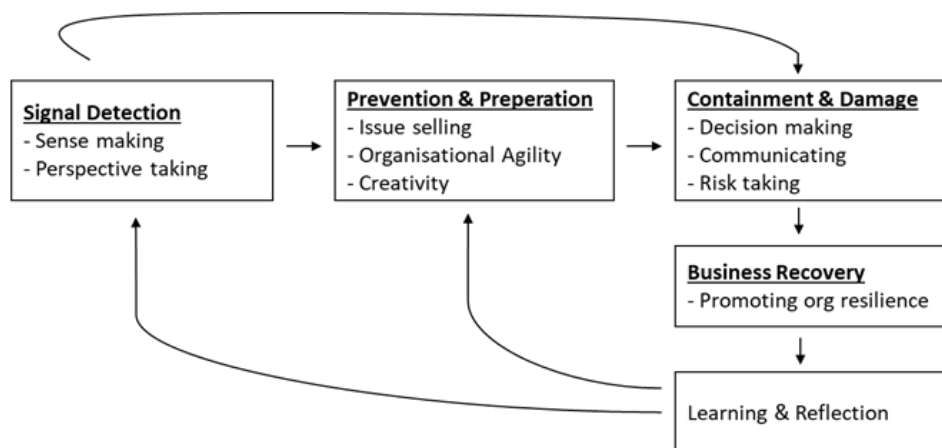 Signal Detection
- Sense making
- Perspective taking
Prevention & Preperation
- Issue selling
- Organisational Agility
- Creativity
Containment & Damage
- Decision making
- Communicating
- Risk taking
Business Recovery
- Promoting org resilience
Learning & Reflection